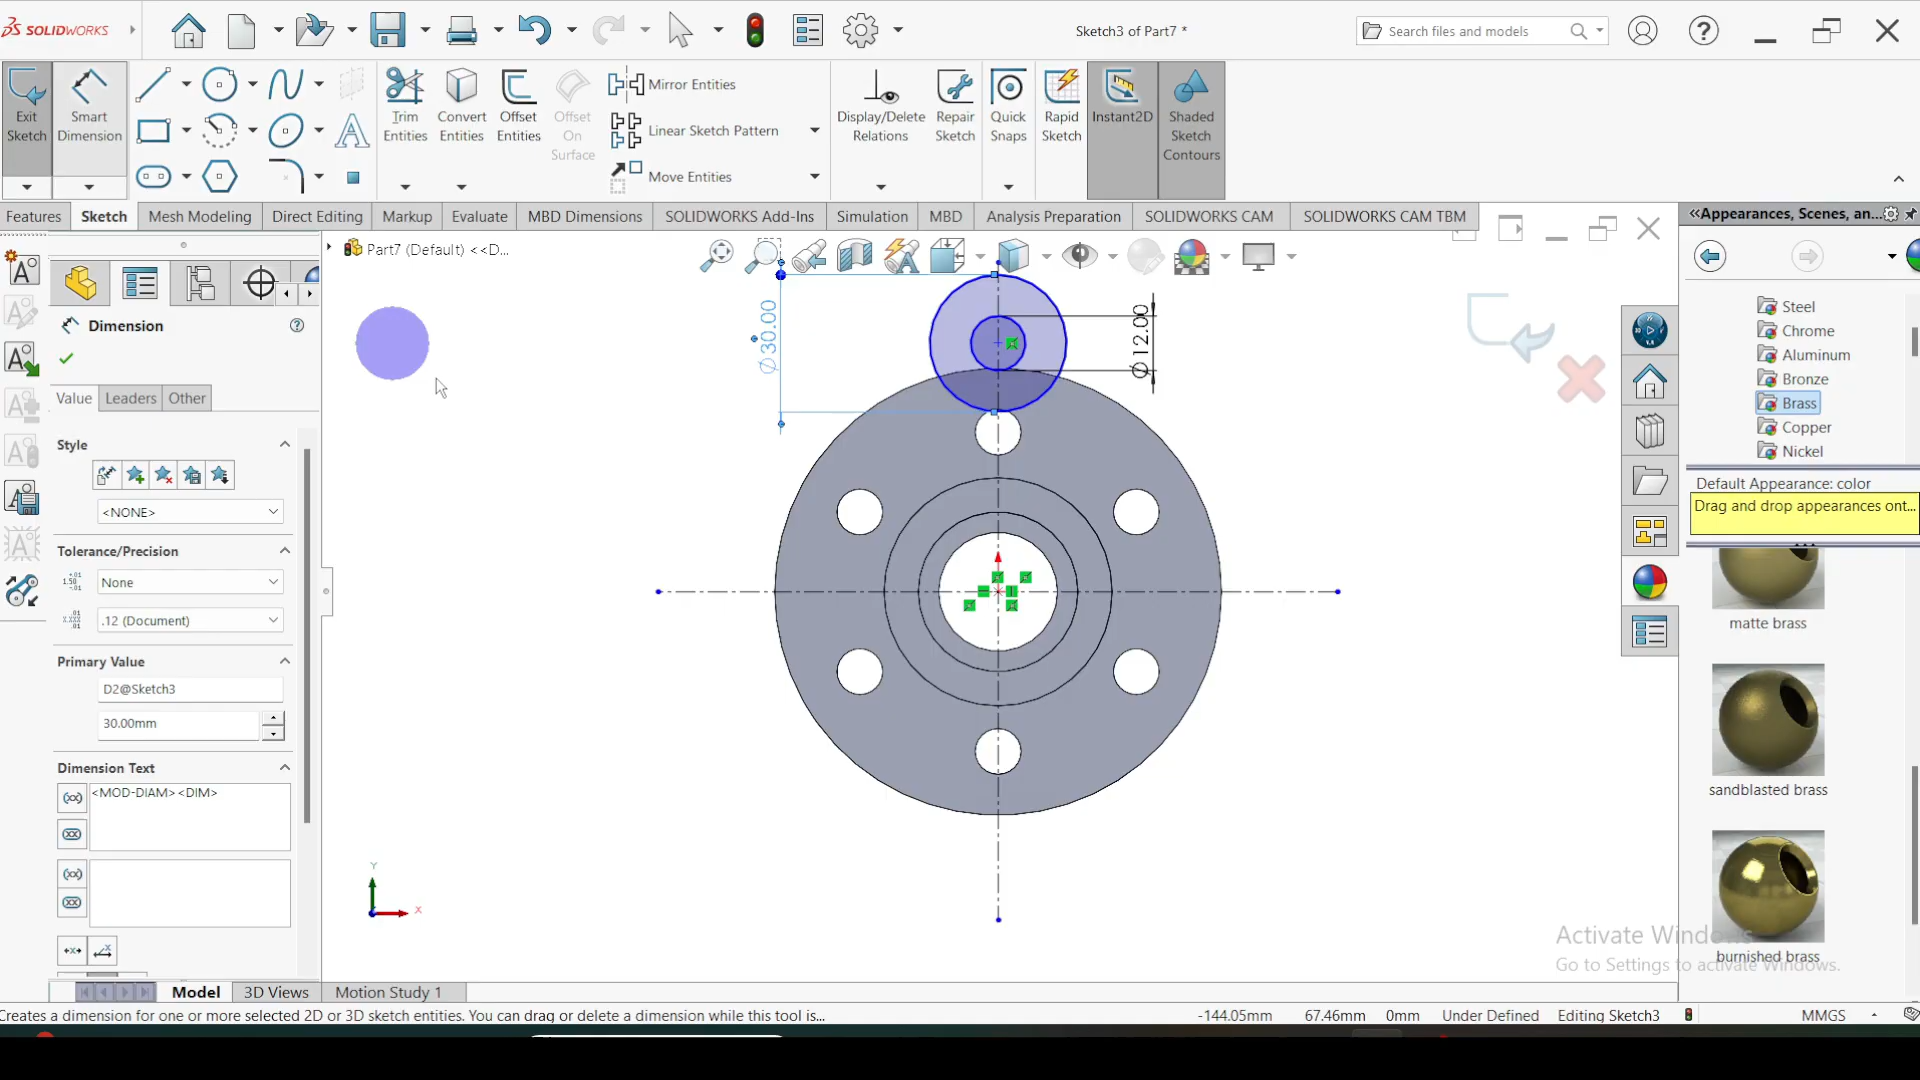 SOLIDWORKS
Sketch3 of Part7 *
Search files and models
Exit Sketch
Smart Dimension
Trim Entities
Convert Entities
Offset Entities
Offset On Surface
Mirror Entities
Linear Sketch Pattern
Move Entities
Display/Delete Relations
Repair Sketch
Quick Snaps
Rapid Sketch
Instant2D
Shaded Sketch Contours
Features
Sketch
Mesh Modeling
Direct Editing
Markup
Evaluate
MBD Dimensions
SOLIDWORKS Add-Ins
Simulation
MBD
Analysis Preparation
SOLIDWORKS CAM
SOLIDWORKS CAM TBM
Appearances, Scenes, an...
Part7 (Default) <<D...
Dimension
Value
Leaders
Other
Style
<NONE>
Tolerance/Precision
None
.12 (Document)
Primary Value
D2@Sketch3
30.00mm
Dimension Text
<MOD-DIAM><DIM>
∅30.00
∅12.00
Y
X
Steel
Chrome
Aluminum
Bronze
Brass
Copper
Nickel
Default Appearance: color
Drag and drop appearances ont...
matte brass
sandblasted brass
burnished brass
Activate Windows
Go to Settings to activate Windows.
Model
3D Views
Motion Study 1
Creates a dimension for one or more selected 2D or 3D sketch entities. You can drag or delete a dimension while this tool is...
-144.05mm
67.46mm
0mm
Under Defined
Editing Sketch3
MMGS